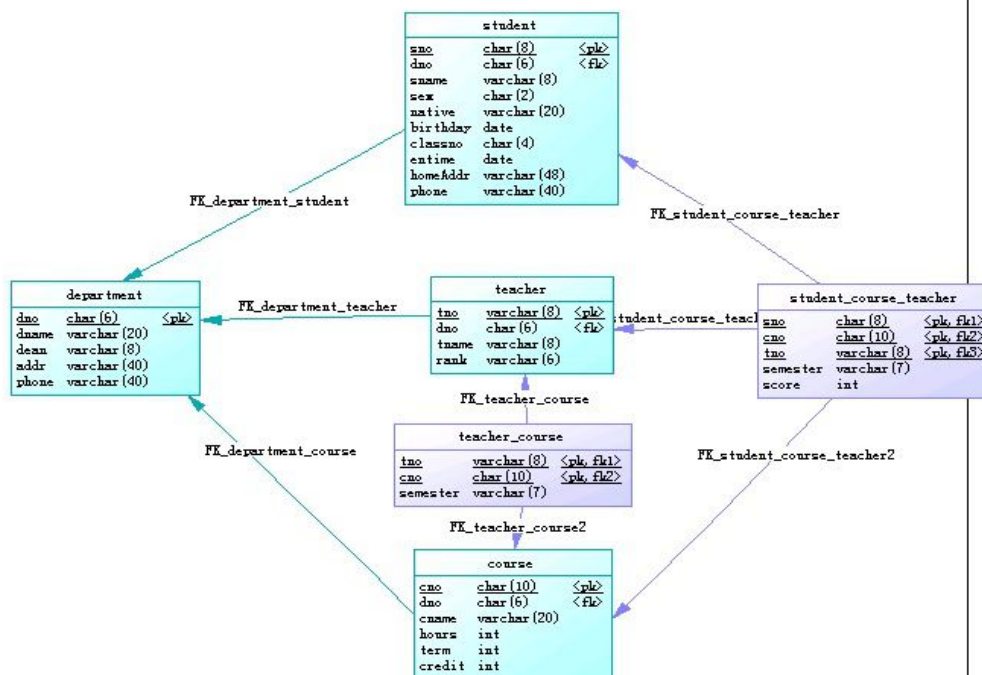 student
sno char(8) <pk>
dno char(6) <fk>
sname varchar(8)
sex char(2)
native varchar(20)
birthday date
classno char(4)
entime date
homeAddr varchar(48)
phone varchar(40)
FK_department_student
FK_student_course_teacher
department
dno char(6) <pk>
dname varchar(20)
dean varchar(8)
addr varchar(40)
phone varchar(40)
FK_department_teacher
teacher
tno varchar(8) <pk>
dno char(6) <fk>
tname varchar(8)
rank varchar(6)
student_course_teac
student_course_teacher
sno char(8) <pk, fk1>
cno char(10) <pk, fk2>
tno varchar(8) <pk, fk3>
semester varchar(7)
score int
FK_teacher_course
teacher_course
tno varchar(8) <pk, fk1>
cno char(10) <pk, fk2>
semester varchar(7)
FK_department_course
FK_student_course_teacher2
FK_teacher_course2
course
cno char(10) <pk>
dno char(6) <fk>
cname varchar(20)
hours int
term int
credit int